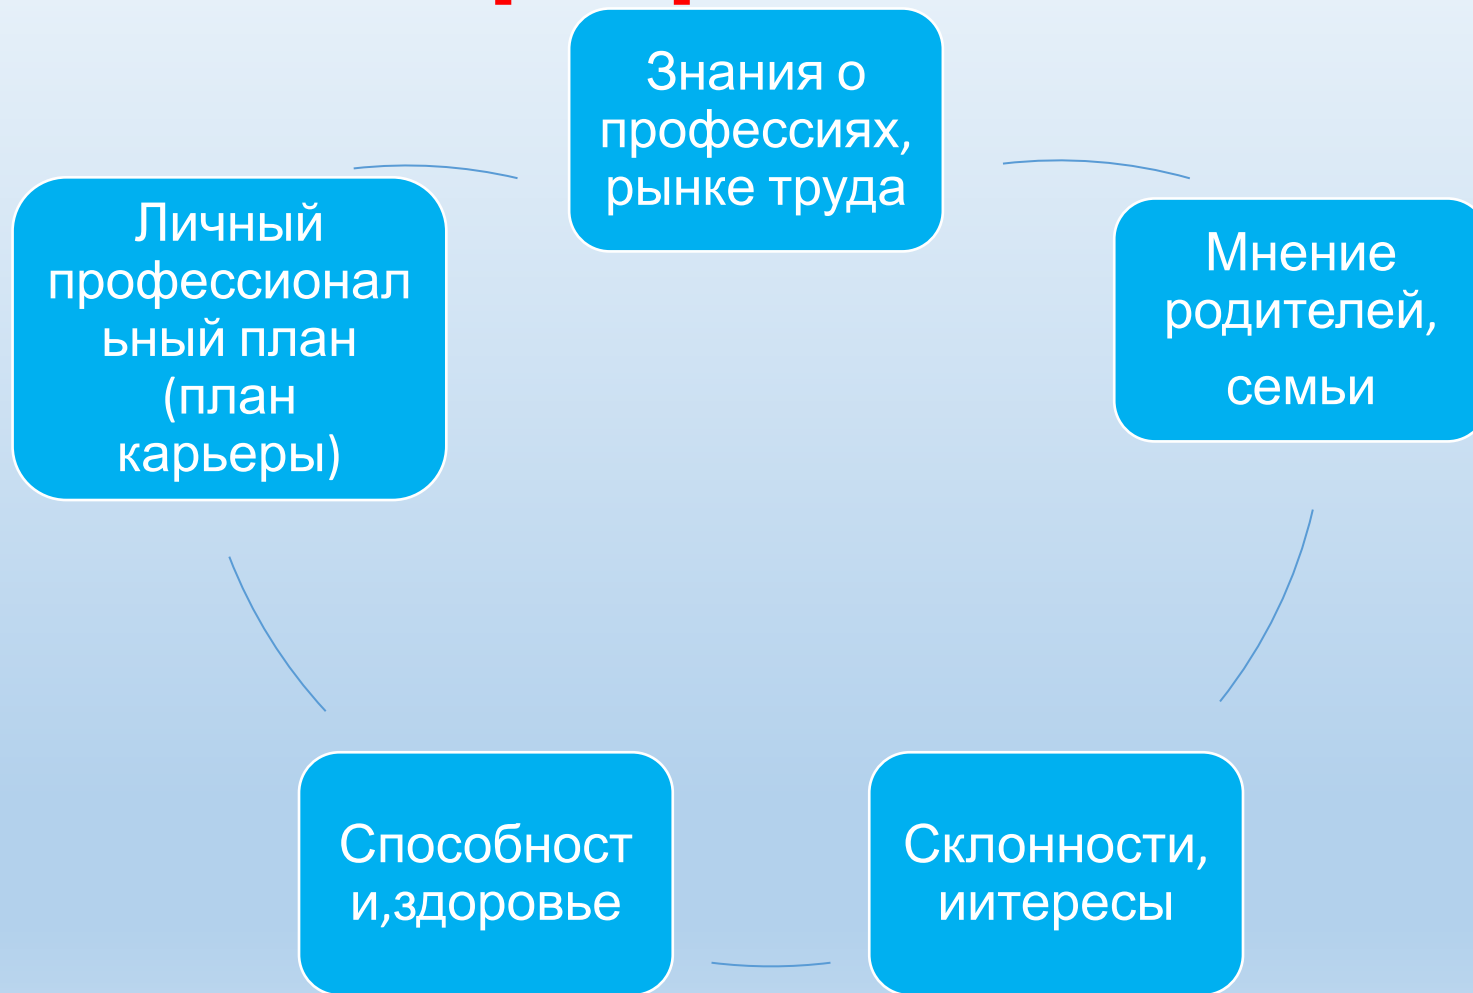 Знания о
профессиях,
рынке труда
Мнение
родителей,
семьи
Склонности,
иитересы
Способност
и,здоровье
Личный
профессионал
ьный план
(план
карьеры)